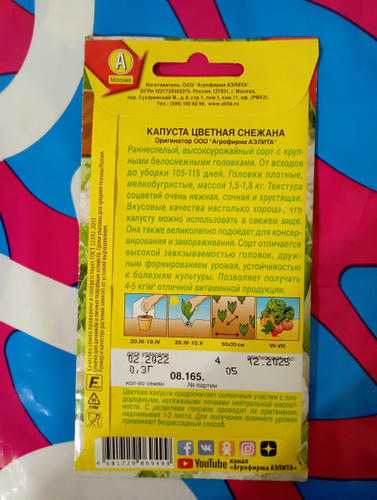 А
Москва
Изготовитель: ООО "Агрофирма АЭЛИТА"
КАПУСТА ЦВЕТНАЯ СНЕЖАНА
Оригинатор ООО "Агрофирма АЭЛИТА"
Раннеспелый, высокоурожайный сорт с круп-
ными белоснежными головками. От всходов
до уборки 105-115 дней. Головки плотные,
мелкобугристые, массой 1,5-1,8 кг. Текстура
соцветий очень нежная, сочная и хрустящая.
Вкусовые качества настолько хороши, что
капусту можно использовать в свежем виде.
Она также великолепно подойдет для консер-
вирования и замораживания. Сорт отличается
высокой завязываемостью головок, друж-
ным формированием урожая, устойчивостью
к болезням культуры. Позволяет получать
4-5 кг/м² отличной витаминной продукции.
20.III-10.IV
20.IV-10.V
50х30 см
VII-VIII
02.2022
4
12.2025
0,3Г
08.165.
05
кол-во семян
№ партии
Цветная капуста предпочитает солнечные участки с пло-
дородными, нетяжелыми почвами нейтральной кислот-
ности. С развитием головок проводят их притенение,
надламывая 1-2 листа. Для получения осеннего урожая
применяют безрассадный способ.
4 681729 869499
YouTube канал
«Агрофирма АЭЛИТА»